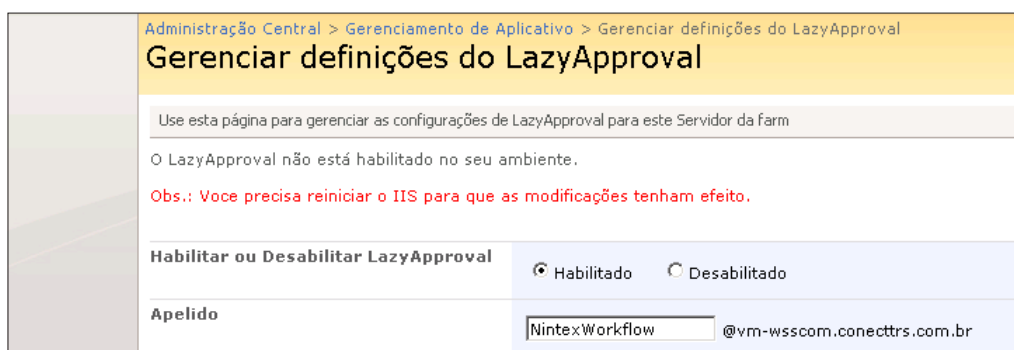 Administração Central > Gerenciamento de Aplicativo > Gerenciar definições do LazyApproval
Gerenciar definições do LazyApproval
Use esta página para gerenciar as configurações de LazyApproval para este Servidor da farm
O LazyApproval não está habilitado no seu ambiente.
Obs.: Voce precisa reiniciar o IIS para que as modificações tenham efeito.
Habilitar ou Desabilitar LazyApproval
Habilitado Desabilitado
Apelido
NintexWorkflow @vm-wsscom.conecttrs.com.br